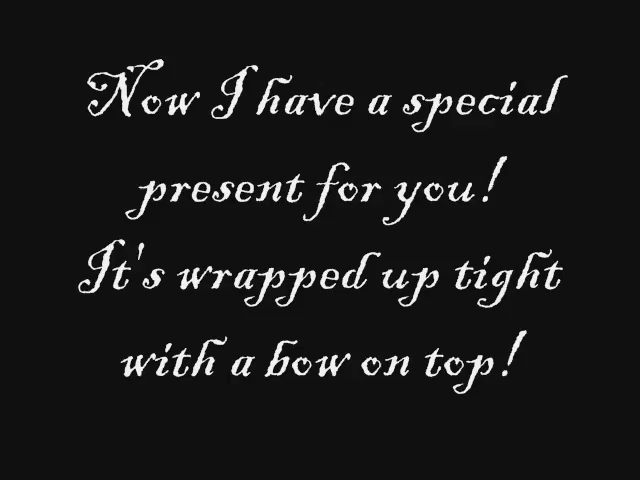 Now I have a special
present for you!
It's wrapped up tight
with a bow on top!